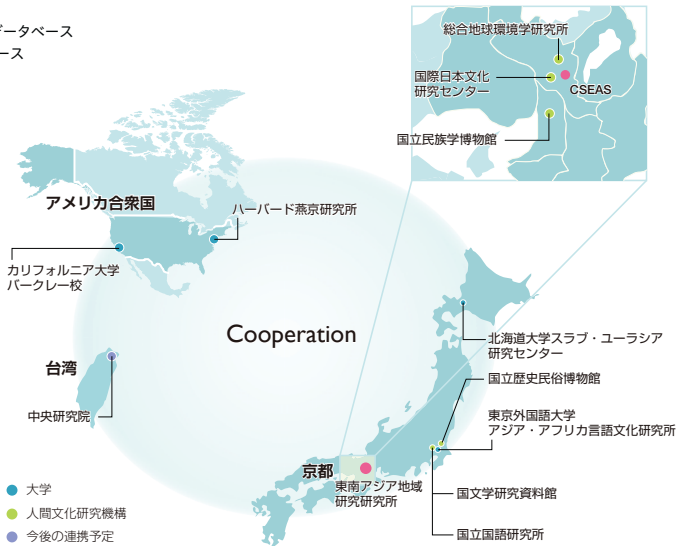 データベース
ース
総合地球環境学研究所
国際日本文化
研究センター
CSEAS
国立民族学博物館
アメリカ合衆国
ハーバード燕京研究所
カリフォルニア大学
バークレー校
Cooperation
北海道大学スラブ・ユーラシア
研究センター
台湾
国立歴史民俗博物館
中央研究院
東京外国語大学
アジア・アフリカ言語文化研究所
京都
東南アジア地域
研究研究所
国文学研究資料館
国立国語研究所
大学
人間文化研究機構
今後の連携予定